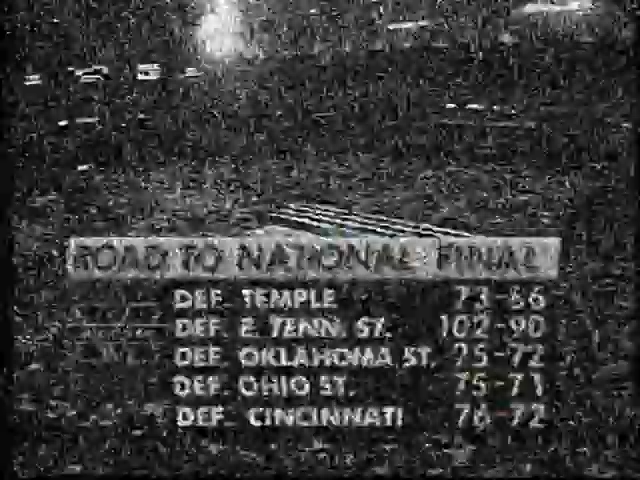 ROAD TO NATIONAL FINAL
DEF. TEMPLE 73-66
DEF. E. TENN. ST. 102-90
DEF. OKLAHOMA ST. 75-72
DEF. OHIO ST. 75-71
DEF. CINCINNATI 76-72